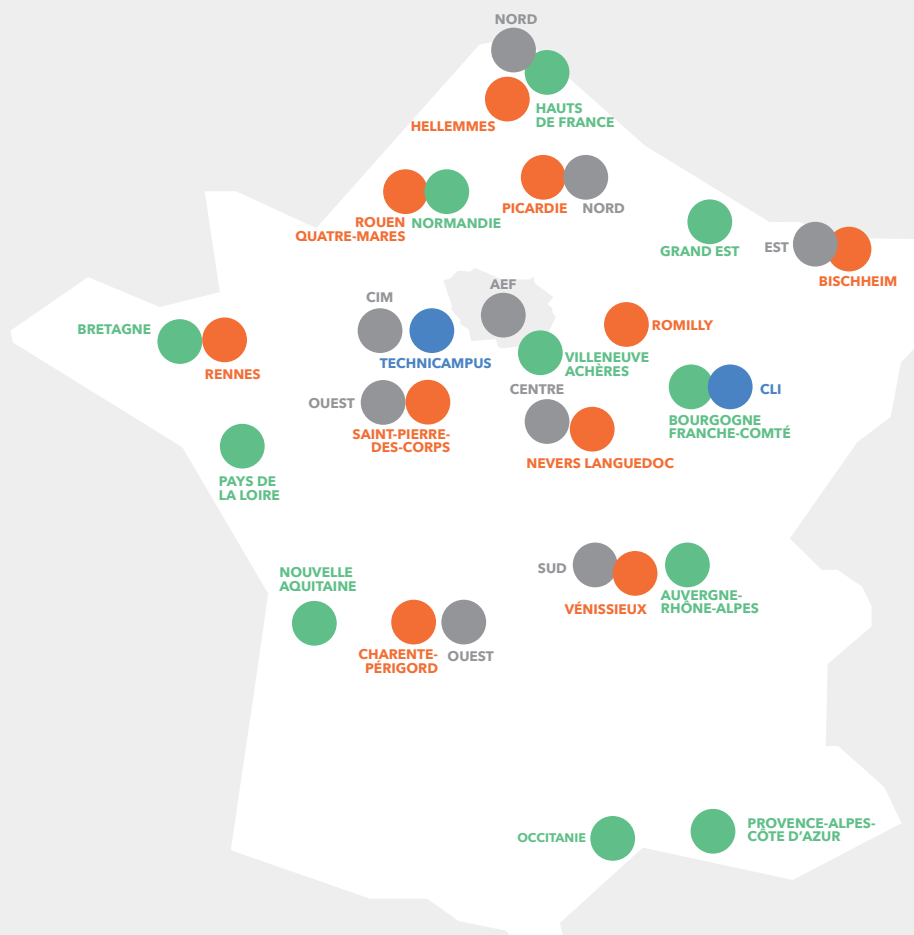 NORD
HAUTS
DE FRANCE
HELLEMMES
PICARDIE
NORD
ROUEN
QUATRE-MARES
NORMANDIE
GRAND EST
EST
BISCHHEIM
AEF
CIM
BRETAGNE
RENNES
TECHNICAMPUS
ROMILLY
VILLENEUVE
ACHÈRES
CENTRE
CLI
OUEST
SAINT-PIERRE-
DES-CORPS
BOURGOGNE
FRANCHE-COMTÉ
NEVERS LANGUEDOC
PAYS DE
LA LOIRE
SUD
NOUVELLE
AQUITAINE
VÉNISSIEUX
AUVERGNE-
RHÔNE-ALPES
CHARENTE-
PÉRIGORD
OUEST
OCCITANIE
PROVENCE-ALPES-
CÔTE D'AZUR